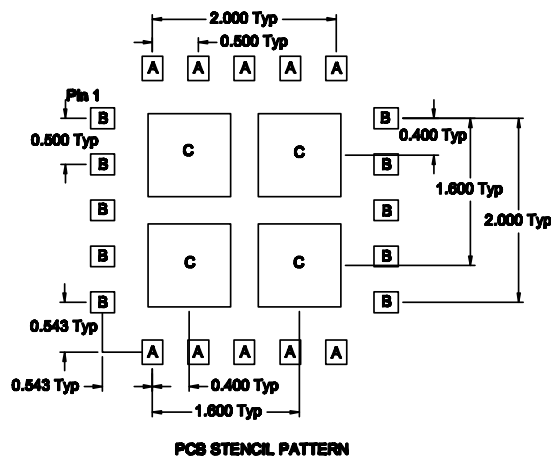 2.000 Typ
0.500 Typ
A A A A A
Pin 1
B C C B
0.500 Typ
0.400 Typ
B B
1.600 Typ
B B
2.000 Typ
B C C B
B B
0.543 Typ
A A A A A
0.543 Typ
0.400 Typ
1.600 Typ
PCB STENCIL PATTERN